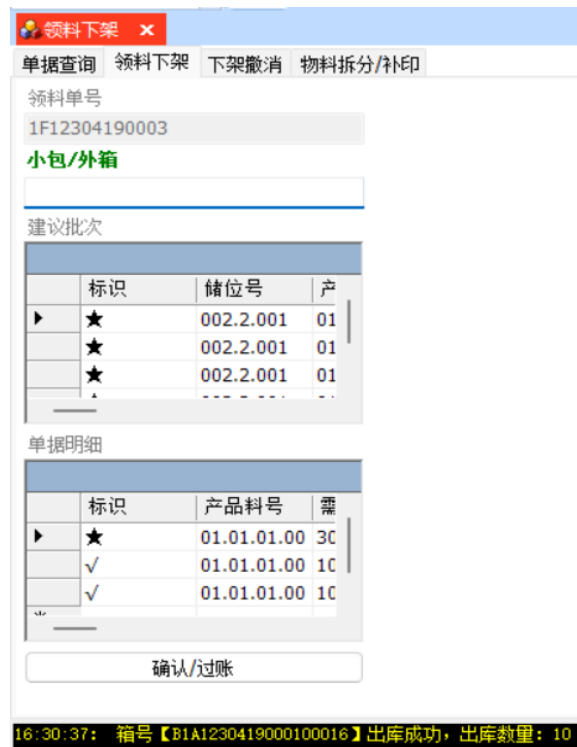 领料下架 ×
单据查询 领料下架 下架撤消 物料拆分/补印
领料单号
1F12304190003
小包/外箱
建议批次
标识 储位号 产
★ 002.2.001 01
★ 002.2.001 01
★ 002.2.001 01
单据明细
标识 产品料号 需
★ 01.01.01.00 30
√ 01.01.01.00 10
√ 01.01.01.00 10
确认/过账
16:30:37: 箱号【B1A1230419000100016】出库成功，出库数量：10